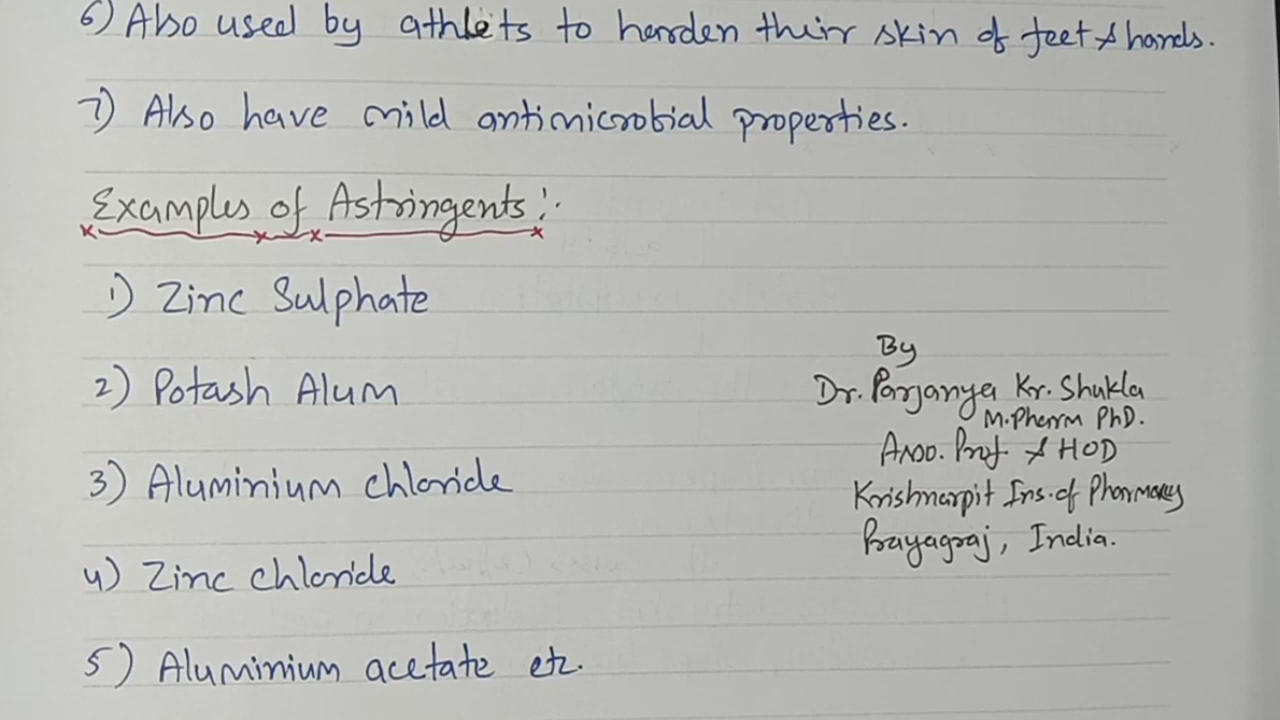 6) Also used by athlets to harden their skin of feet & hands.
7) Also have mild antimicrobial properties.
Examples of Astringents:
1) Zinc Sulphate
2) Potash Alum
3) Aluminium chloride
4) Zinc chloride
5) Aluminium acetate etc.
By
Dr. Parjanya Kr. Shukla
M.Pharm PhD.
Asso. Prof. & HOD
Krishnarpit Ins. of Pharmacy
Prayagraj, India.